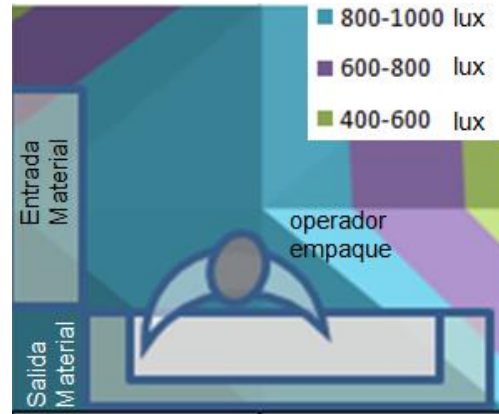 800-1000 lux
600-800 lux
400-600 lux
Entrada
Material
operador
empaque
Salida
Material